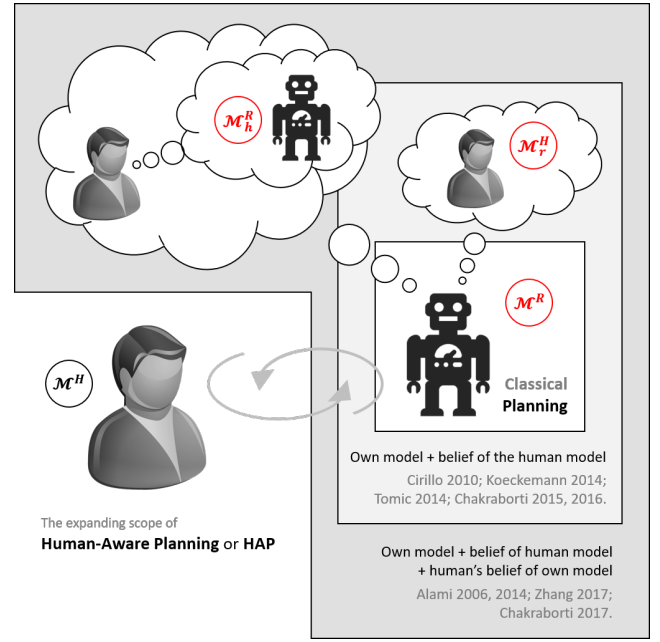 ℳ_h^R
ℳ_r^H
ℳ^R
ℳ^H
Classical
Planning
Own model + belief of the human model
Cirillo 2010; Koeckemann 2014;
Tomic 2014; Chakraborti 2015, 2016.
The expanding scope of
Human-Aware Planning or HAP
Own model + belief of human model
+ human's belief of own model
Alami 2006, 2014; Zhang 2017;
Chakraborti 2017.